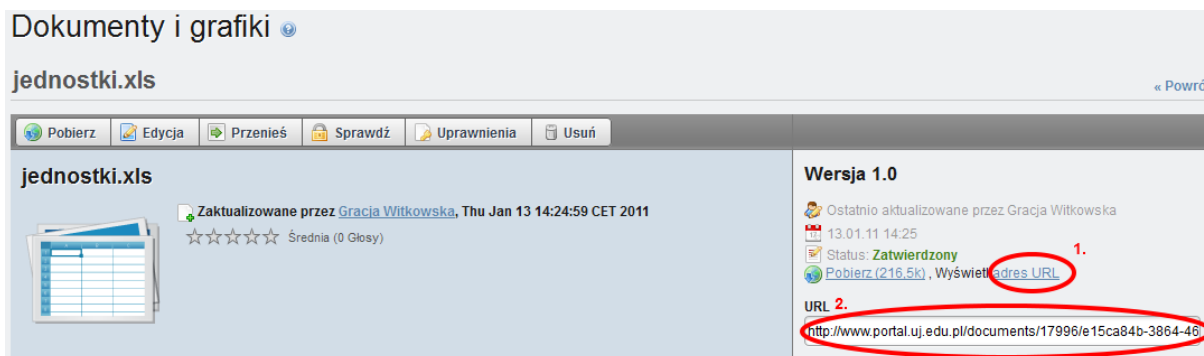 Dokumenty i grafiki
jednostki.xls
« Powró
Pobierz Edycja Przenieś Sprawdź Uprawnienia Usuń
jednostki.xls
Zaktualizowane przez Gracja Witkowska, Thu Jan 13 14:24:59 CET 2011
Średnia (0 Głosy)
Wersja 1.0
Ostatnio aktualizowane przez Gracja Witkowska
13.01.11 14:25
Status: Zatwierdzony
1.
Pobierz (216,5k) , Wyświetl adres URL
URL 2.
http://www.portal.uj.edu.pl/documents/17996/e15ca84b-3864-46